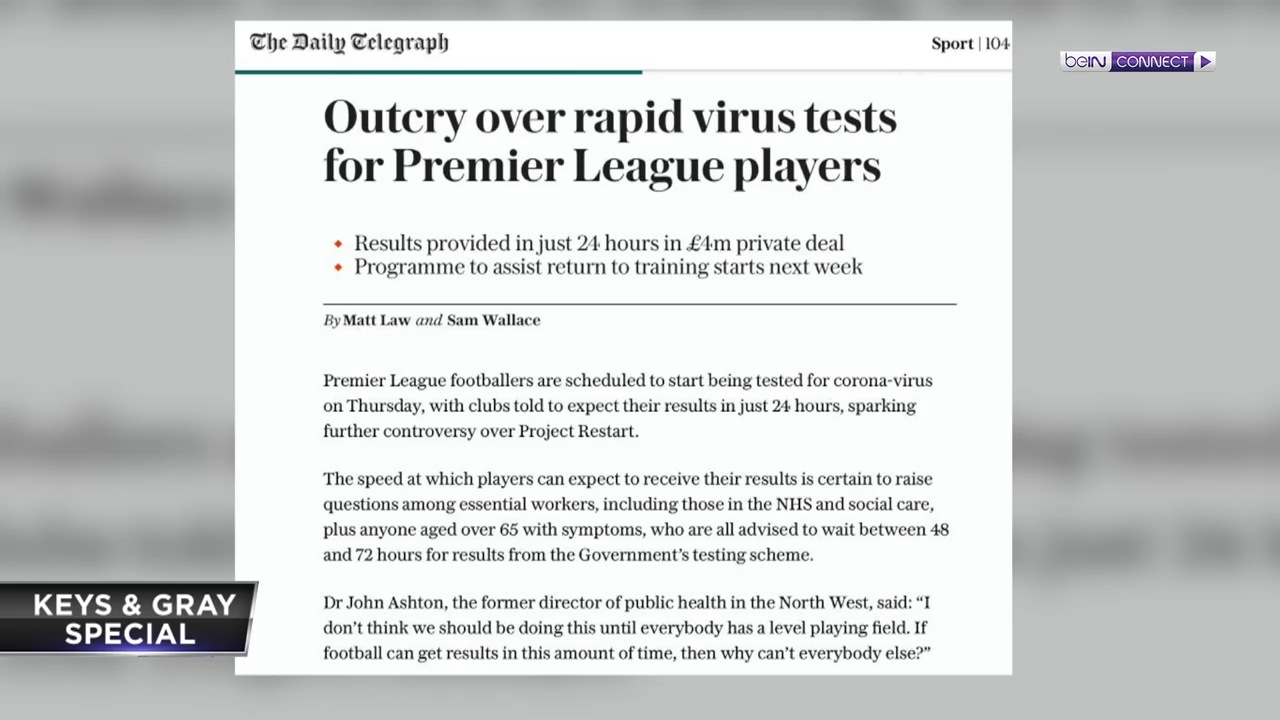 The Daily Telegraph
Sport | 104
beIN CONNECT
Outcry over rapid virus tests
for Premier League players
Results provided in just 24 hours in £4m private deal
Programme to assist return to training starts next week
By Matt Law and Sam Wallace
Premier League footballers are scheduled to start being tested for corona-virus
on Thursday, with clubs told to expect their results in just 24 hours, sparking
further controversy over Project Restart.
The speed at which players can expect to receive their results is certain to raise
questions among essential workers, including those in the NHS and social care,
plus anyone aged over 65 with symptoms, who are all advised to wait between 48
and 72 hours for results from the Government's testing scheme.
Dr John Ashton, the former director of public health in the North West, said: “I
don't think we should be doing this until everybody has a level playing field. If
football can get results in this amount of time, then why can't everybody else?”
KEYS & GRAY
SPECIAL